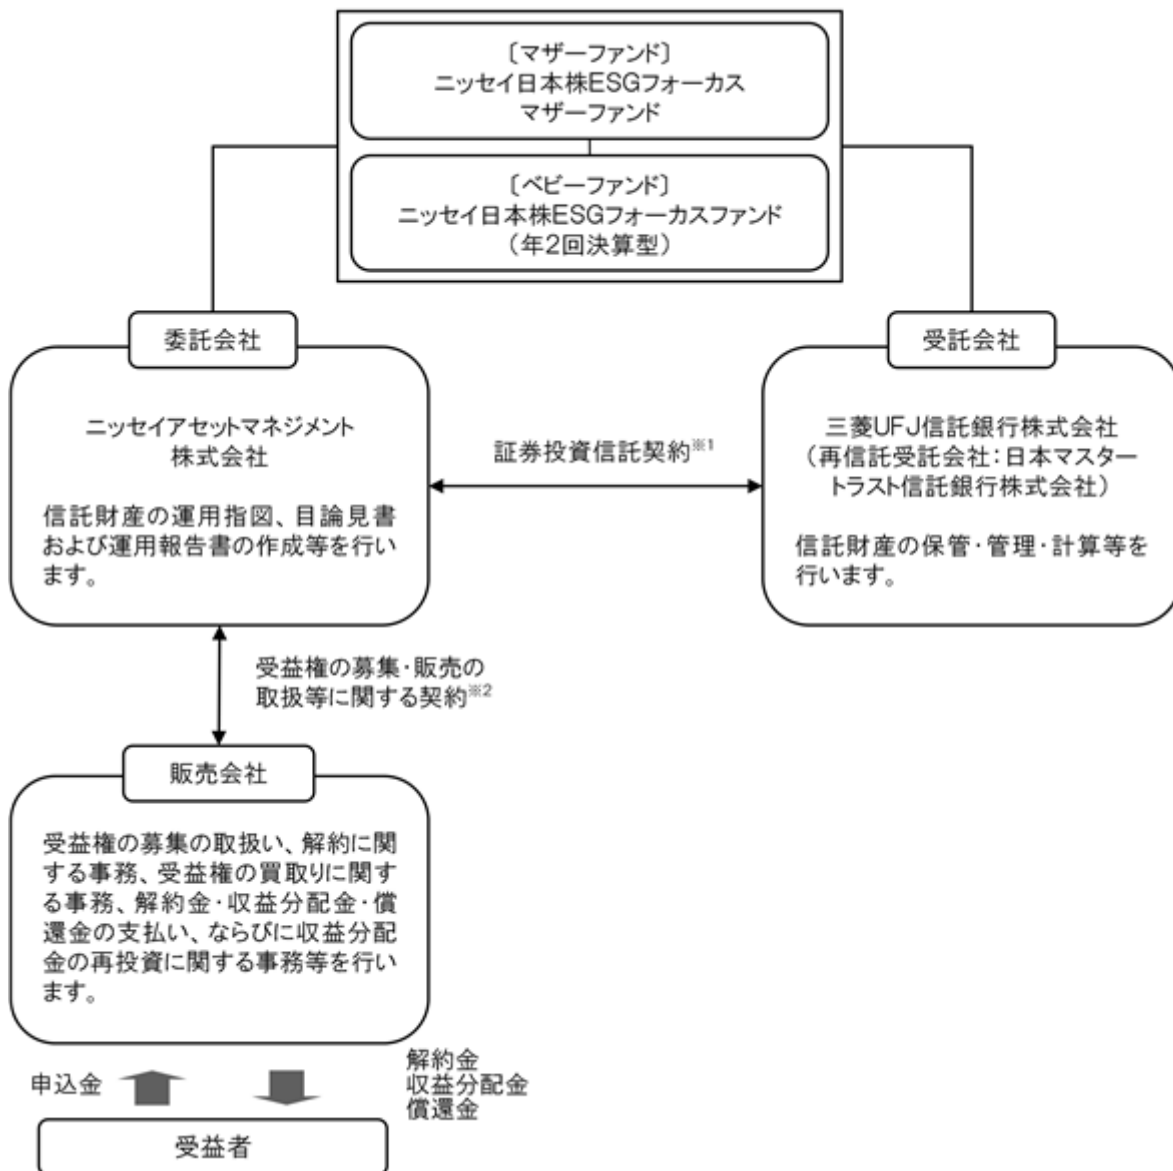 〔マザーファンド〕
ニッセイ日本株ESGフォーカス
マザーファンド
〔ベビーファンド〕
ニッセイ日本株ESGフォーカスファンド
（年2回決算型）
委託会社
ニッセイアセットマネジメント
株式会社
信託財産の運用指図、目論見書
および運用報告書の作成等を行い
ます。
証券投資信託契約※1
受託会社
三菱UFJ信託銀行株式会社
（再信託受託会社：日本マスター
トラスト信託銀行株式会社）
信託財産の保管・管理・計算等を
行います。
受益権の募集・販売の
取扱等に関する契約※2
販売会社
受益権の募集の取扱い、解約に関
する事務、受益権の買取りに関す
る事務、解約金・収益分配金・償
還金の支払い、ならびに収益分配
金の再投資に関する事務等を行い
ます。
申込金
解約金
収益分配金
償還金
受益者